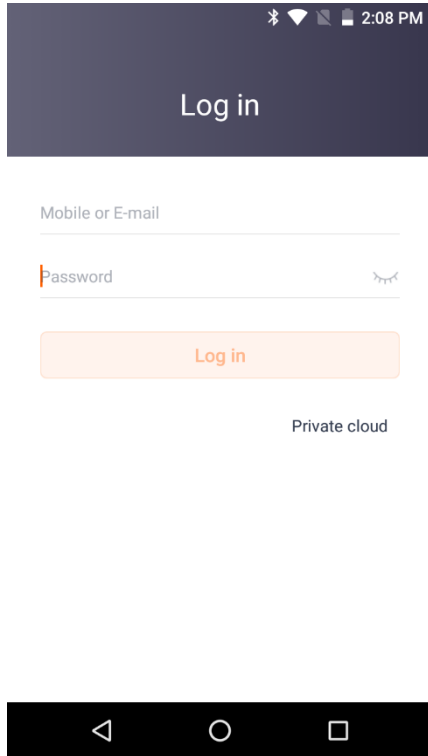 2:08 PM
Log in
Mobile or E-mail
Password
Log in
Private cloud